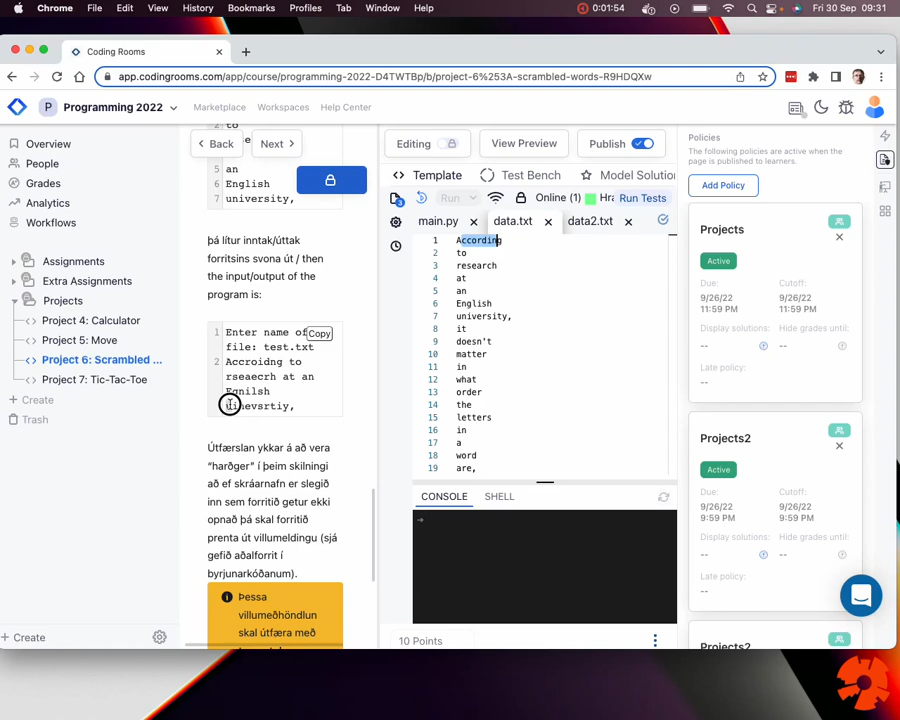 Chrome File Edit View History Bookmarks Profiles Tab Window Help 0:01:54 Fri 30 Sep 09:31
Coding Rooms
app.codingrooms.com/app/course/programming-2022-D4TWTBp/b/project-6%253A-scrambled-words-R9HDQXw
P Programming 2022 Marketplace Workspaces Help Center
Overview
People
Grades
Analytics
Workflows
Assignments
Extra Assignments
Projects
Project 4: Calculator
Project 5: Move
Project 6: Scrambled ...
Project 7: Tic-Tac-Toe
Create
Trash
Create
Back Next
2 to
5 an
6 English
7 university,
þá lítur inntak/úttak
forritsins svona út / then
the input/output of the
program is:
Copy
1 Enter name of
file: test.txt
2 Accroidng to
rseaecrh at an
Egnilsh
uinevsrtiy,
Útfærslan ykkar á að vera
"harðger" í þeim skilningi
að ef skráarnafn er slegið
inn sem forritið getur ekki
opnað þá skal forritið
prenta út villumeldingu (sjá
gefið aðalforrit í
byrjunarkóðanum).
Þessa
villumeðhöndlun
skal útfæra með
Editing View Preview Publish
Template Test Bench Model Solution
3 Run Online (1) Hra Run Tests
main.py data.txt data2.txt
1 According
2 to
3 research
4 at
5 an
6 English
7 university,
8 it
9 doesn't
10 matter
11 in
12 what
13 order
14 the
15 letters
16 in
17 a
18 word
19 are,
CONSOLE SHELL
10 Points
Policies
The following policies are active when the
page is published to learners.
Add Policy
Projects
Active
Due: Cutoff:
9/26/22 9/26/22
11:59 PM 11:59 PM
Display solutions: Hide grades until:
-- --
Late policy:
--
Projects2
Active
Due: Cutoff:
9/26/22 9/26/22
9:59 PM 9:59 PM
Display solutions: Hide grades until:
-- --
Late policy:
--
Projects2